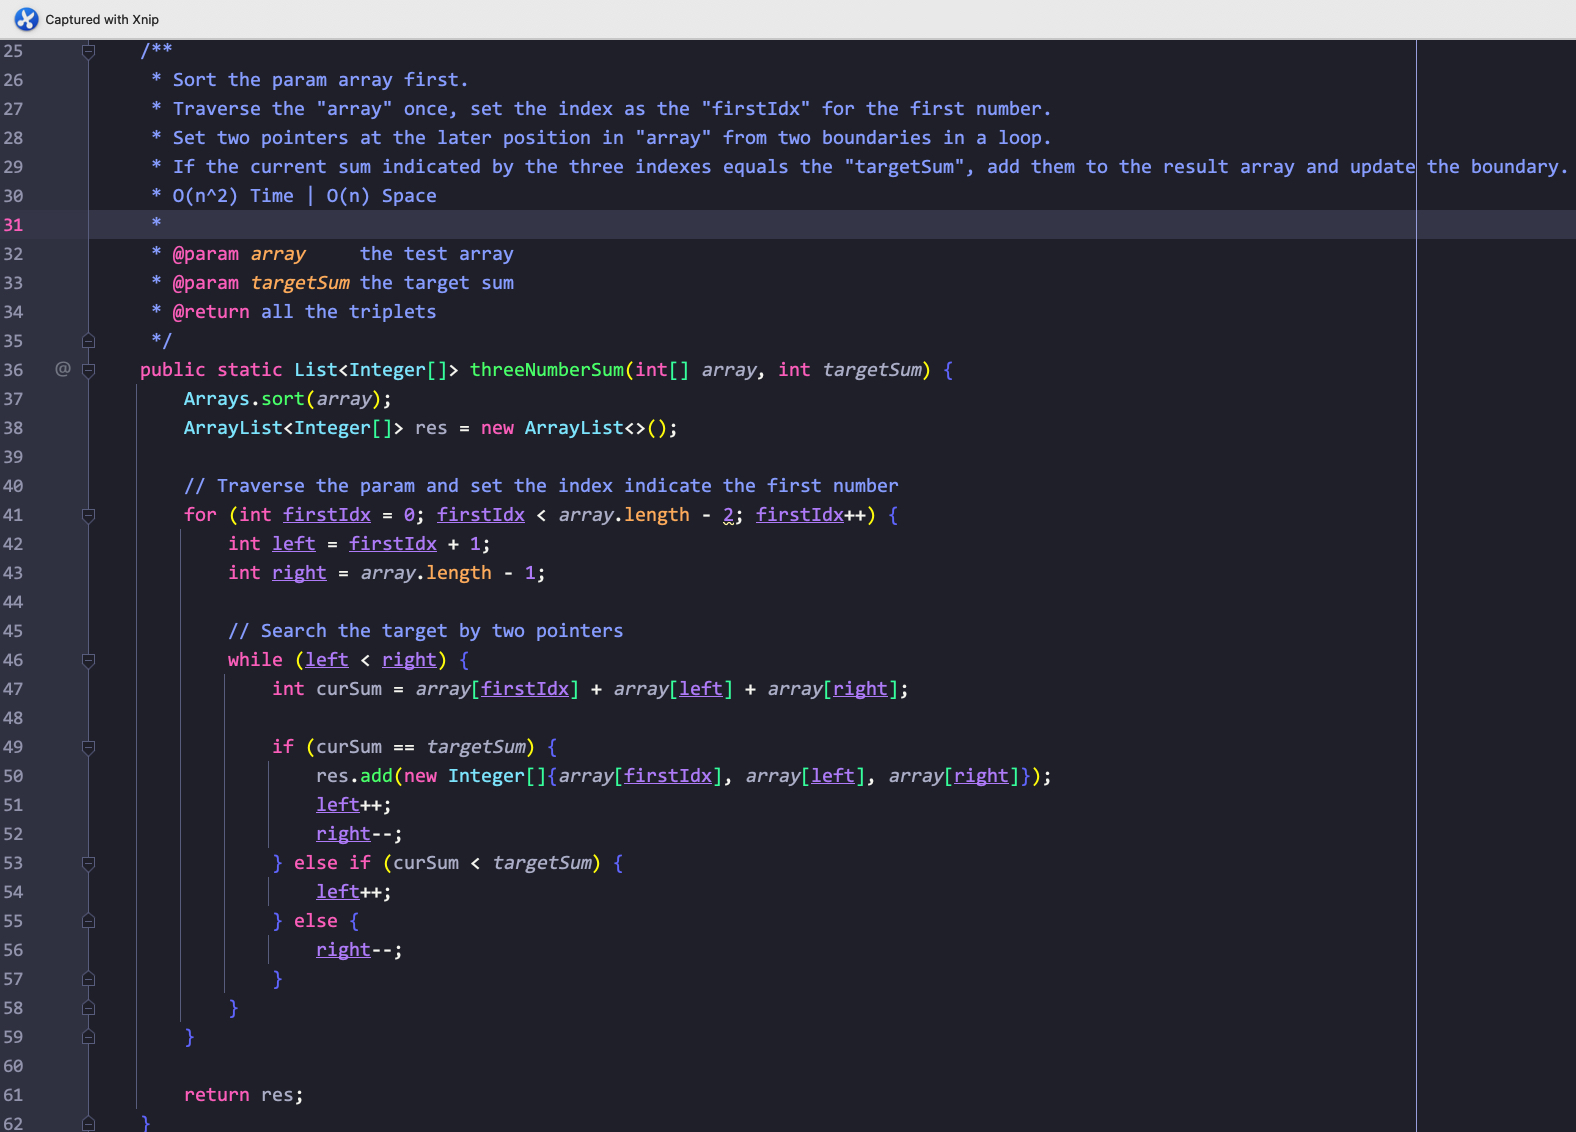 Captured with Xnip
25 /**
26 * Sort the param array first.
27 * Traverse the "array" once, set the index as the "firstIdx" for the first number.
28 * Set two pointers at the later position in "array" from two boundaries in a loop.
29 * If the current sum indicated by the three indexes equals the "targetSum", add them to the result array and update the boundary.
30 * O(n^2) Time | O(n) Space
31 *
32 * @param array     the test array
33 * @param targetSum the target sum
34 * @return all the triplets
35 */
36 @ public static List<Integer[]> threeNumberSum(int[] array, int targetSum) {
37 Arrays.sort(array);
38 ArrayList<Integer[]> res = new ArrayList<>();
39
40 // Traverse the param and set the index indicate the first number
41 for (int firstIdx = 0; firstIdx < array.length - 2; firstIdx++) {
42 int left = firstIdx + 1;
43 int right = array.length - 1;
44
45 // Search the target by two pointers
46 while (left < right) {
47 int curSum = array[firstIdx] + array[left] + array[right];
48
49 if (curSum == targetSum) {
50 res.add(new Integer[]{array[firstIdx], array[left], array[right]});
51 left++;
52 right--;
53 } else if (curSum < targetSum) {
54 left++;
55 } else {
56 right--;
57 }
58 }
59 }
60
61 return res;
62 }